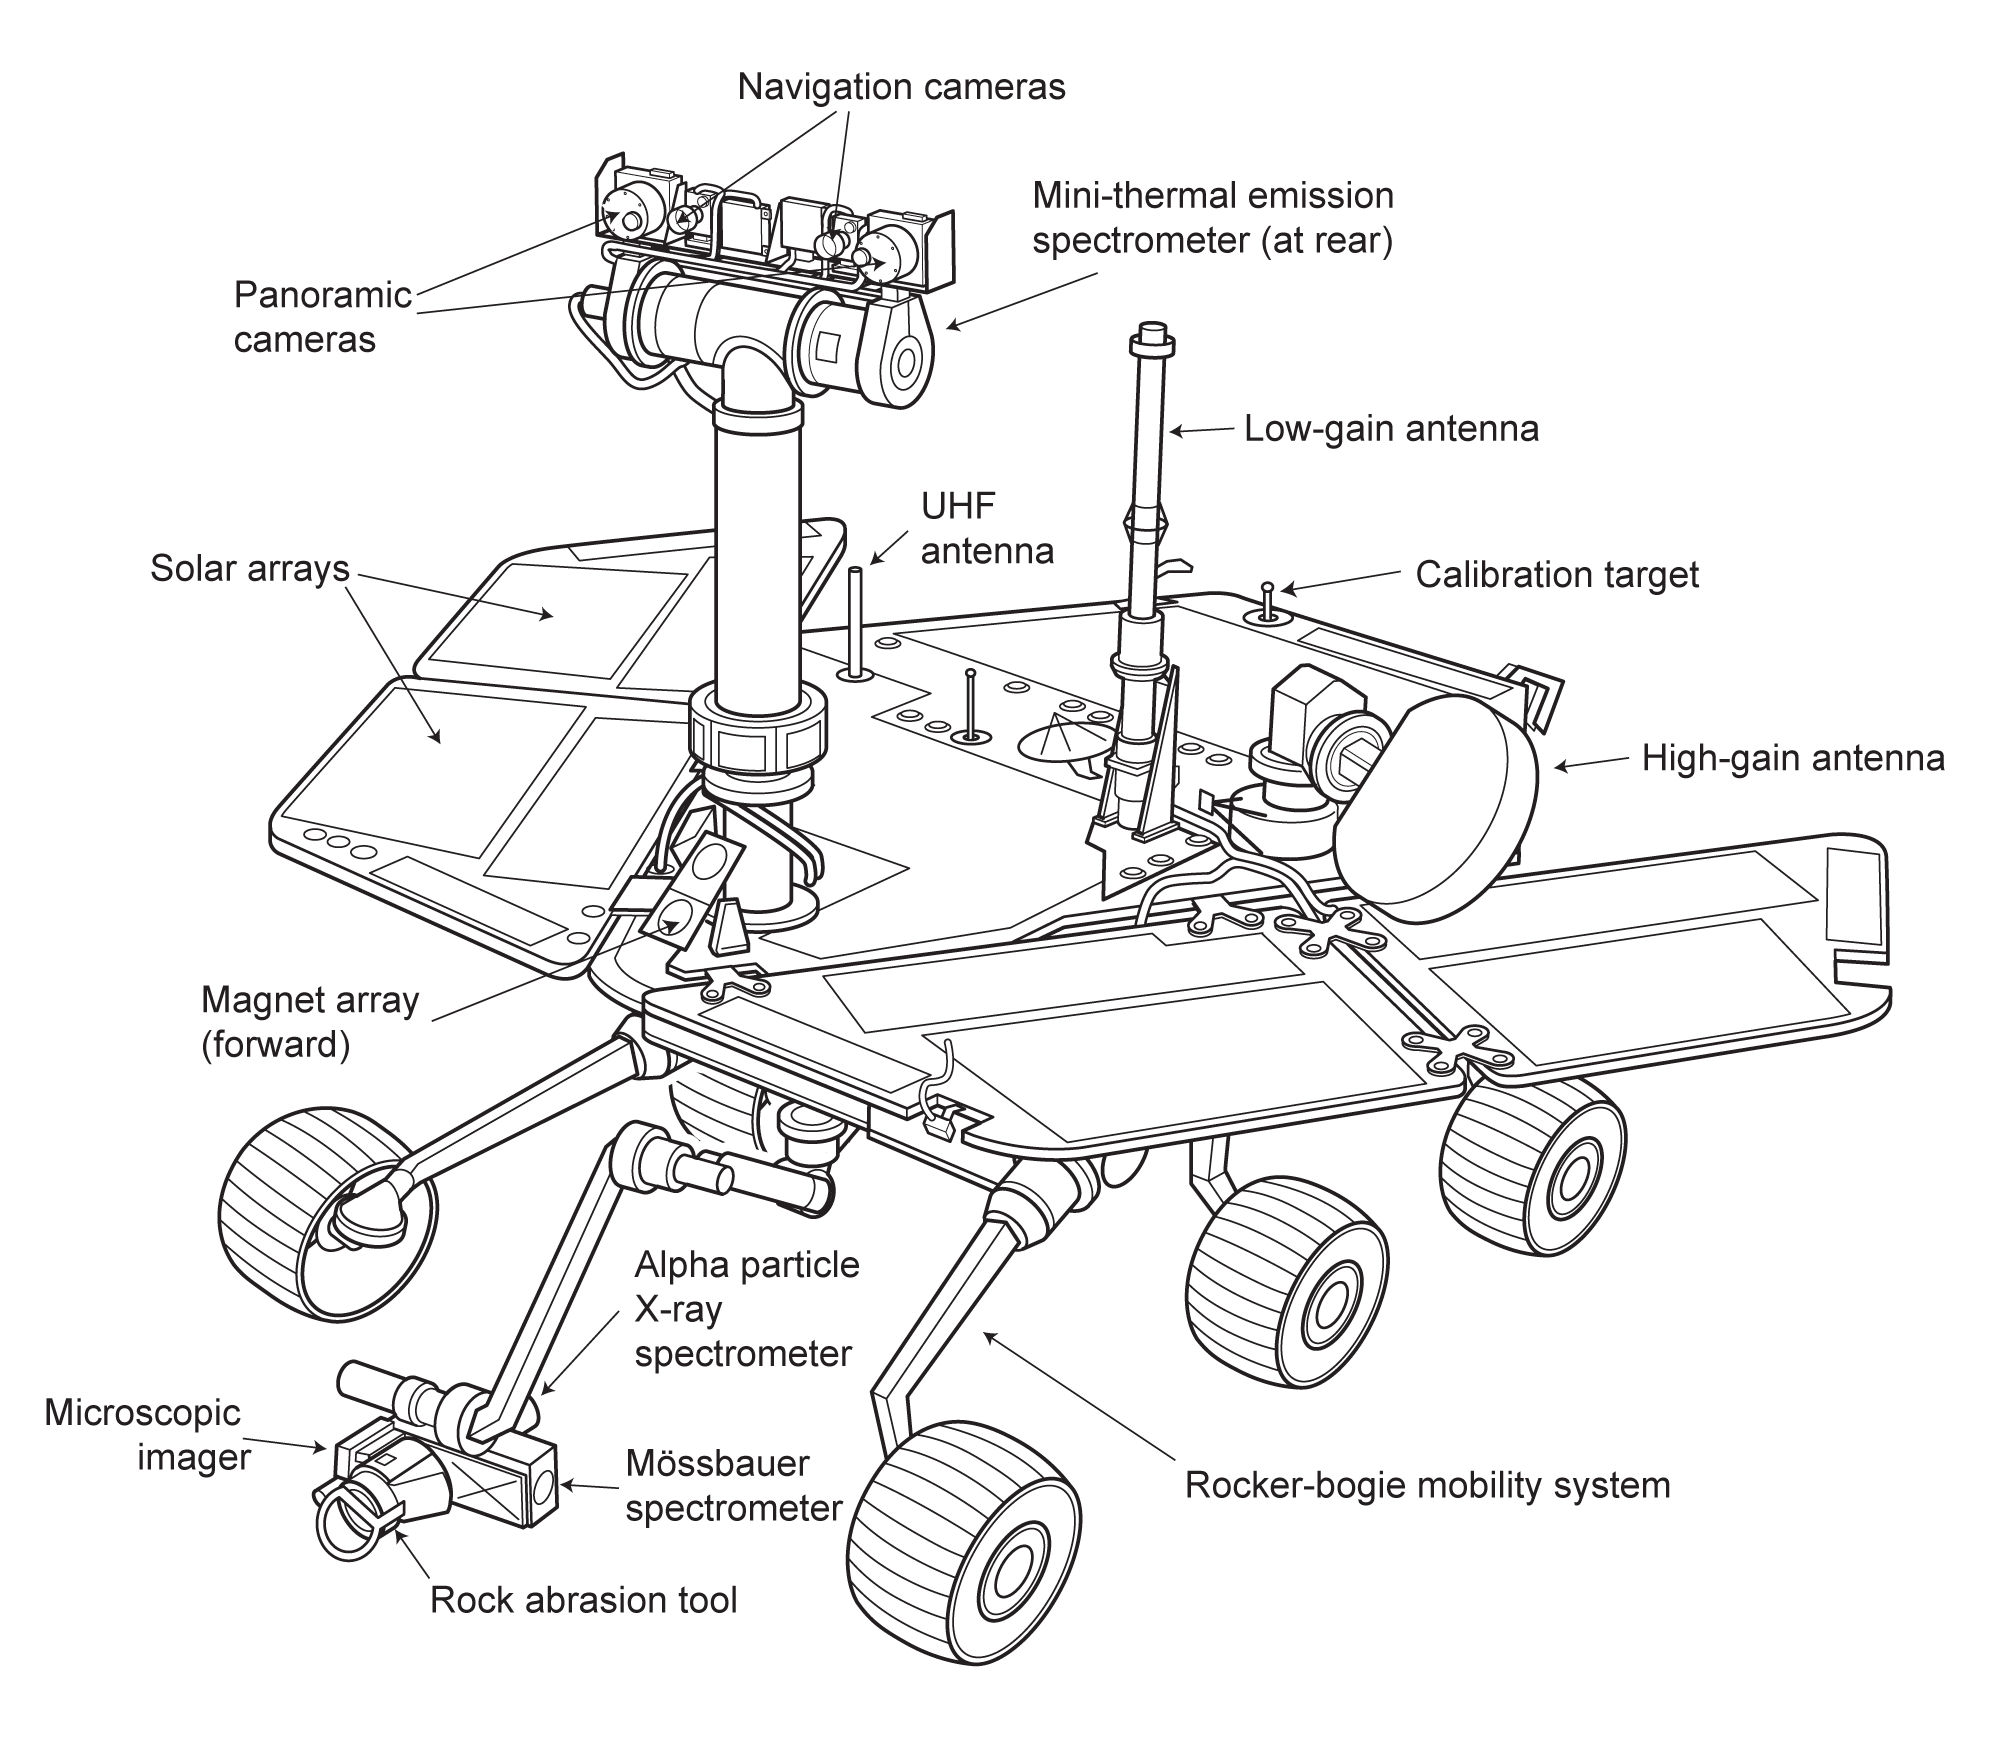 Navigation cameras
Mini-thermal emission
spectrometer (at rear)
Panoramic
cameras
Low-gain antenna
UHF
antenna
Solar arrays
Calibration target
High-gain antenna
Magnet array
(forward)
Alpha particle
X-ray
spectrometer
Microscopic
imager
Mössbauer
spectrometer
Rocker-bogie mobility system
Rock abrasion tool